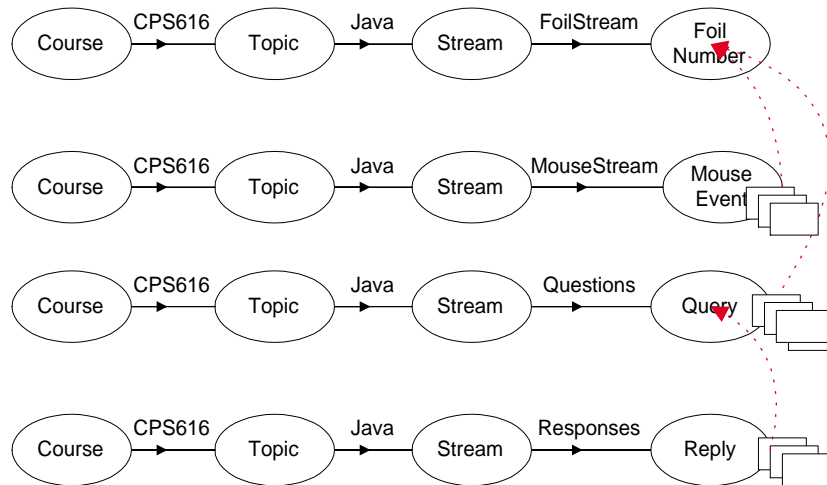 CPS616 Java FoilStream
Course Topic Stream Foil
Number
CPS616 Java MouseStream
Course Topic Stream Mouse
Event
CPS616 Java Questions
Course Topic Stream Query
CPS616 Java Responses
Course Topic Stream Reply